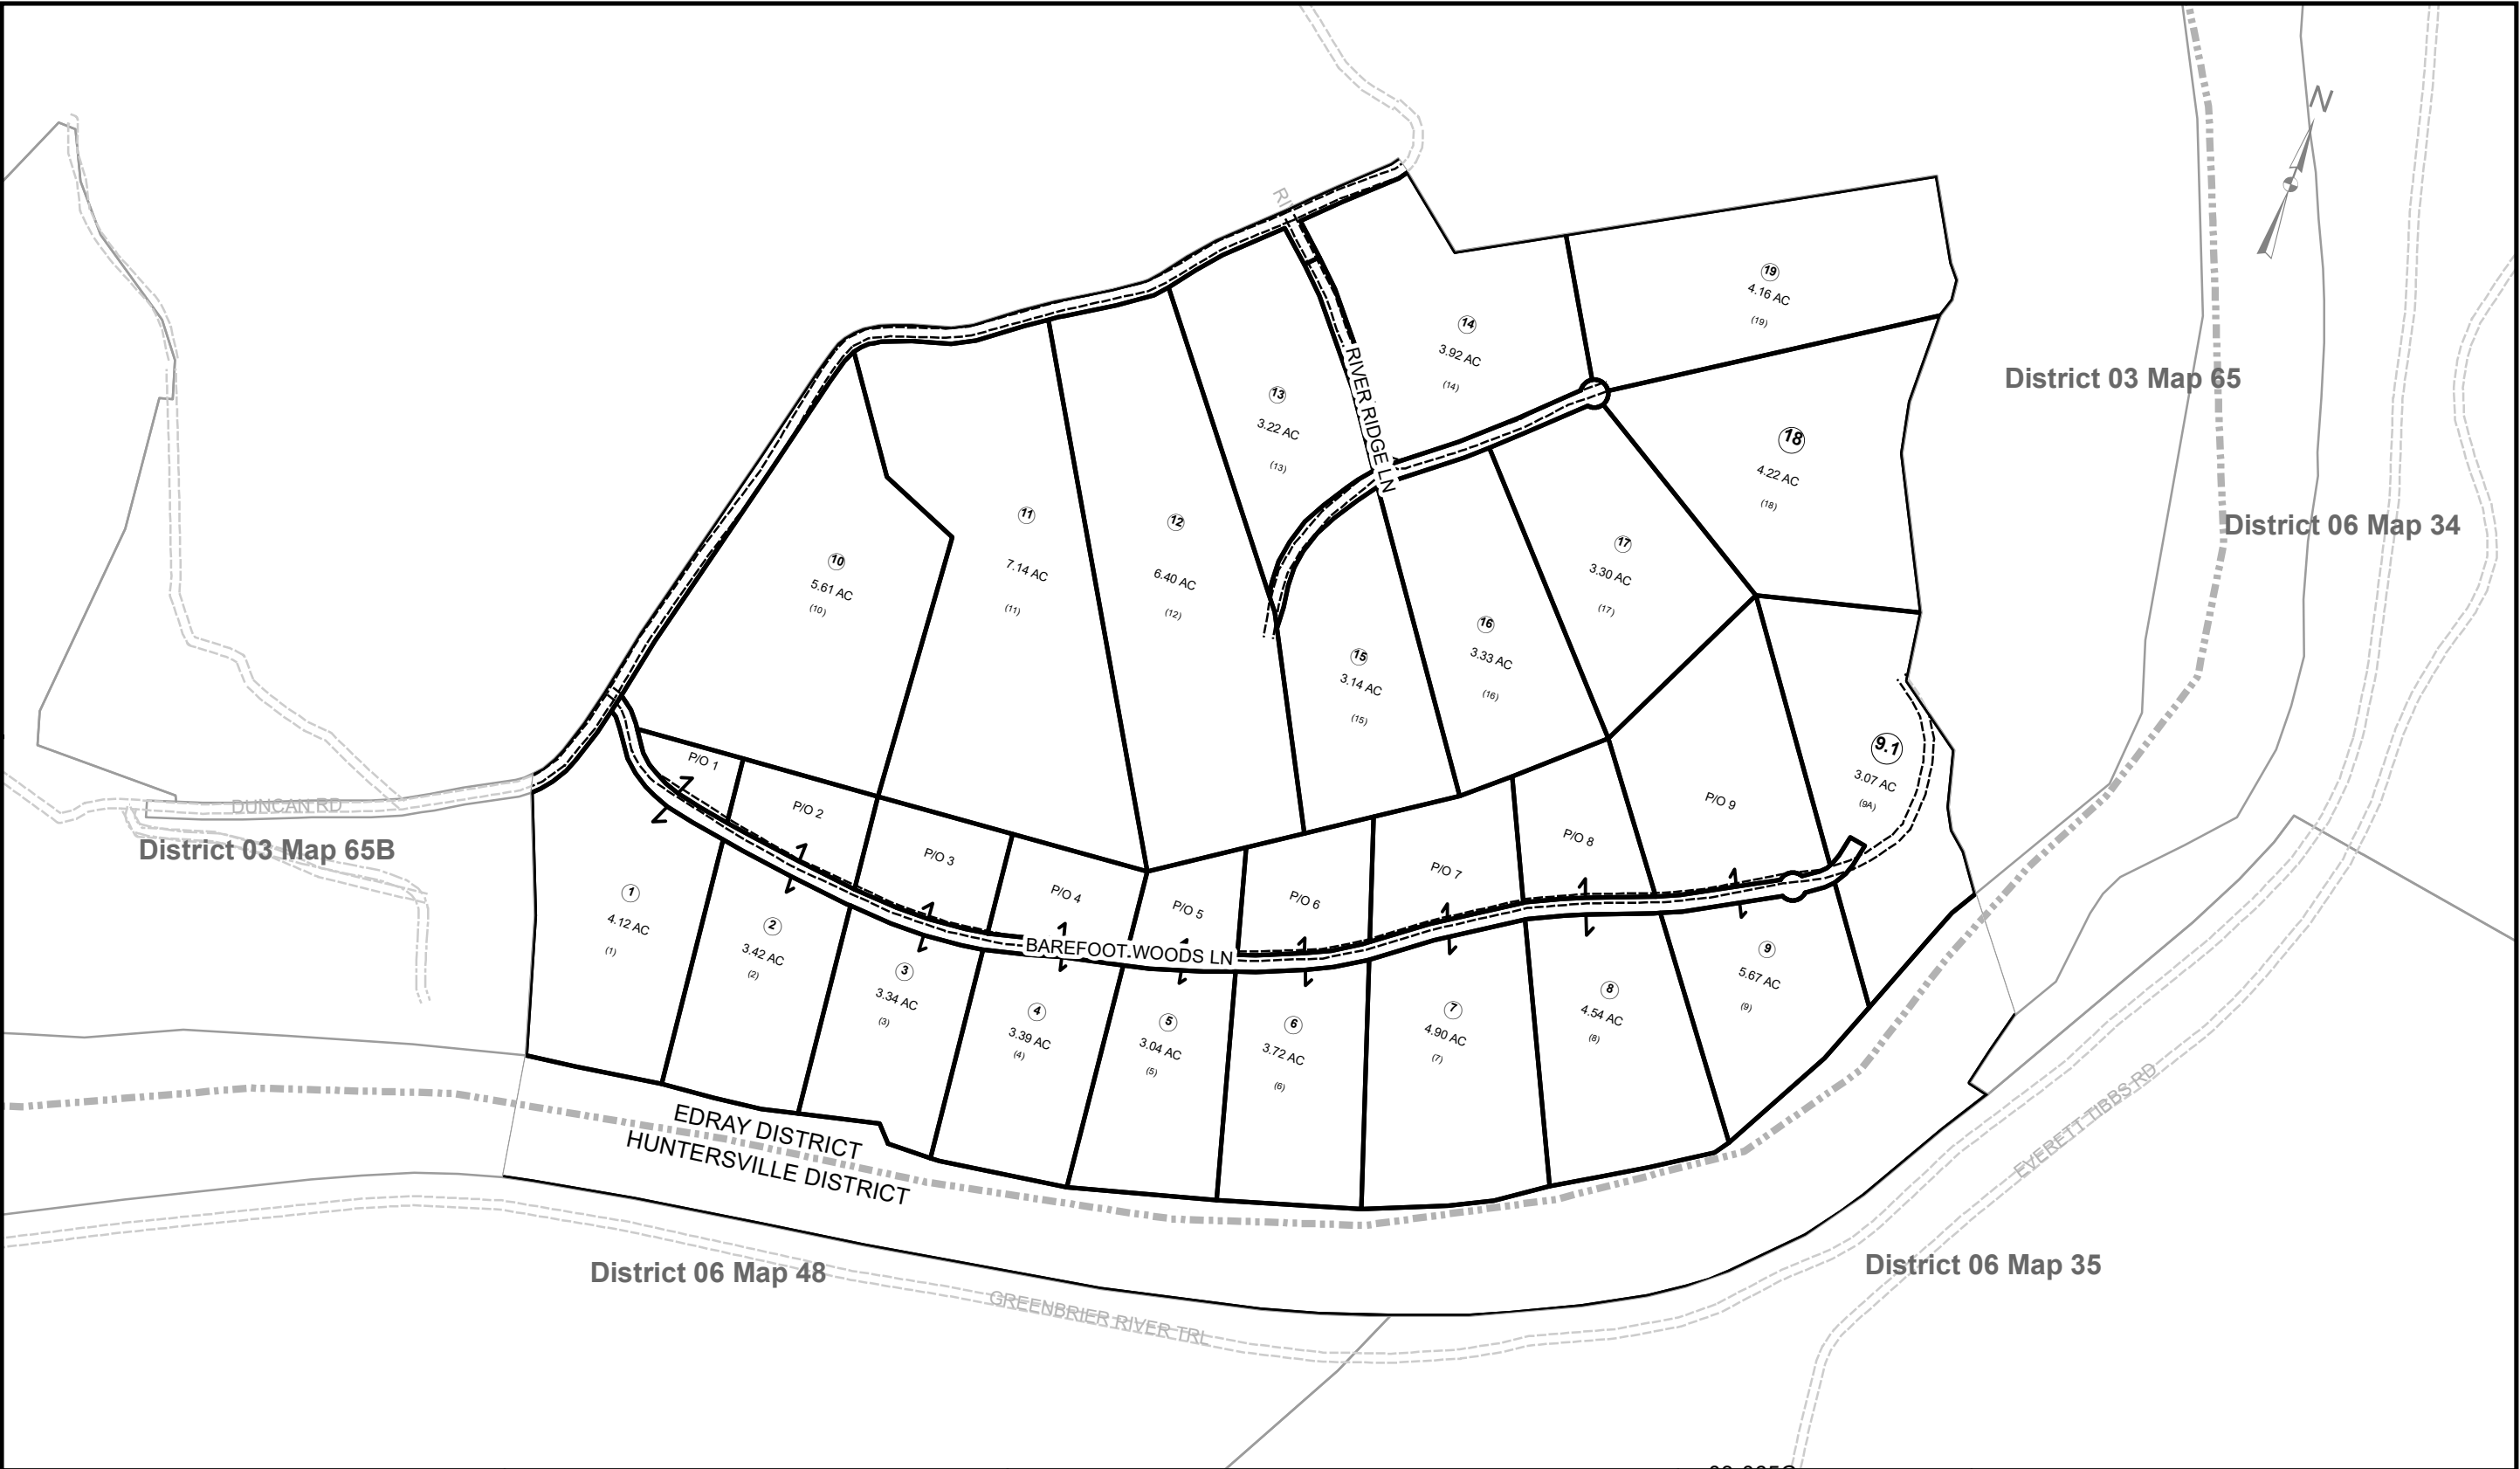 N
RI
19
4.16 AC
(19)
14
3.92 AC
(14)
RIVER RIDGE LN
13
3.22 AC
(13)
District 03 Map 65
18
4.22 AC
(18)
11
7.14 AC
(11)
12
6.40 AC
(12)
District 06 Map 34
17
3.30 AC
(17)
10
5.61 AC
(10)
16
3.33 AC
(16)
15
3.14 AC
(15)
9.1
3.07 AC
(9A)
P/O 1
P/O 2
P/O 3
P/O 4
P/O 5
P/O 6
P/O 7
P/O 8
P/O 9
DUNCAN RD
District 03 Map 65B
BAREFOOT WOODS LN
1
4.12 AC
(1)
2
3.42 AC
(2)
3
3.34 AC
(3)
4
3.39 AC
(4)
5
3.04 AC
(5)
6
3.72 AC
(6)
7
4.90 AC
(7)
8
4.54 AC
(8)
9
5.67 AC
(9)
EDRAY DISTRICT
HUNTERSVILLE DISTRICT
EVERETT TIBBS RD
District 06 Map 48
District 06 Map 35
GREENBRIER RIVER TRL